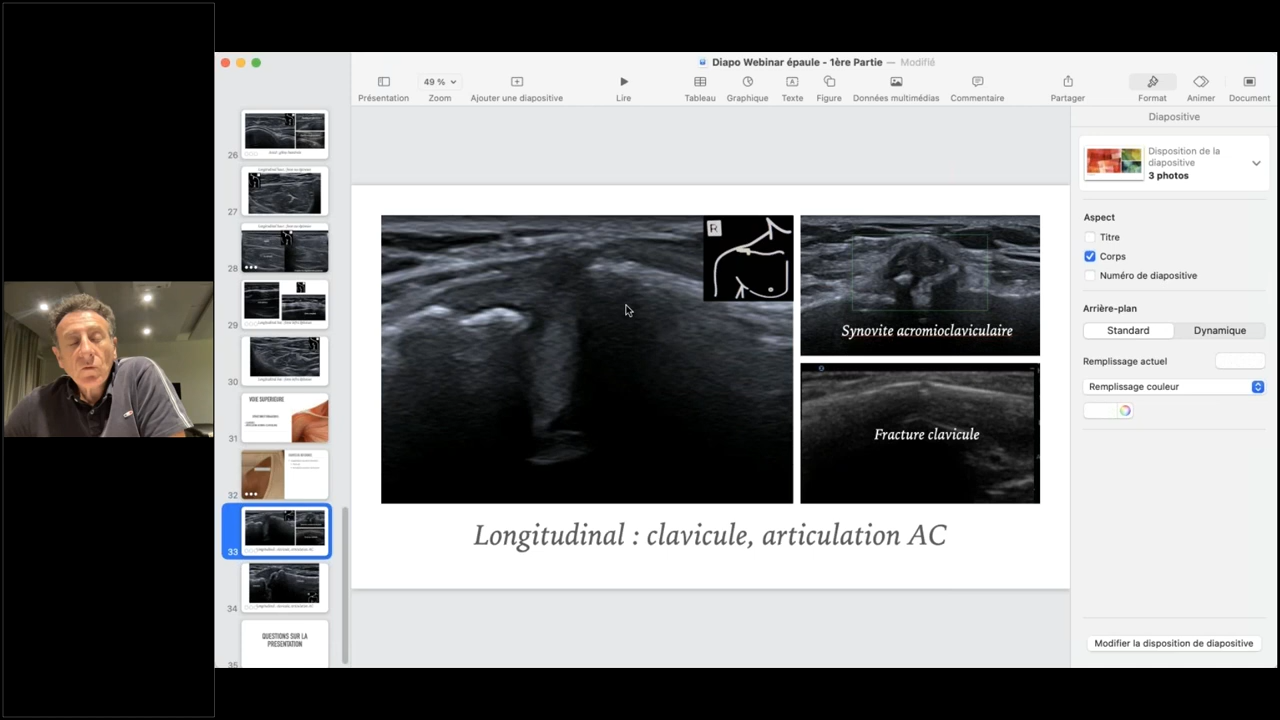 Diapo Webinar épaule - 1ère Partie — Modifié
49 %
Présentation
Zoom
Ajouter une diapositive
Lire
Tableau
Graphique
Texte
Figure
Données multimédias
Commentaire
Partager
Format
Animer
Document
26
27
28
29
30
31
VOIE SUPERIEURE
32
33
34
35
QUESTIONS SUR LA
PRESENTATION
R
Synovite acromioclaviculaire
Fracture clavicule
Longitudinal : clavicule, articulation AC
Diapositive
Disposition de la
diapositive
3 photos
Aspect
Titre
Corps
Numéro de diapositive
Arrière-plan
Standard
Dynamique
Remplissage actuel
Remplissage couleur
Modifier la disposition de diapositive